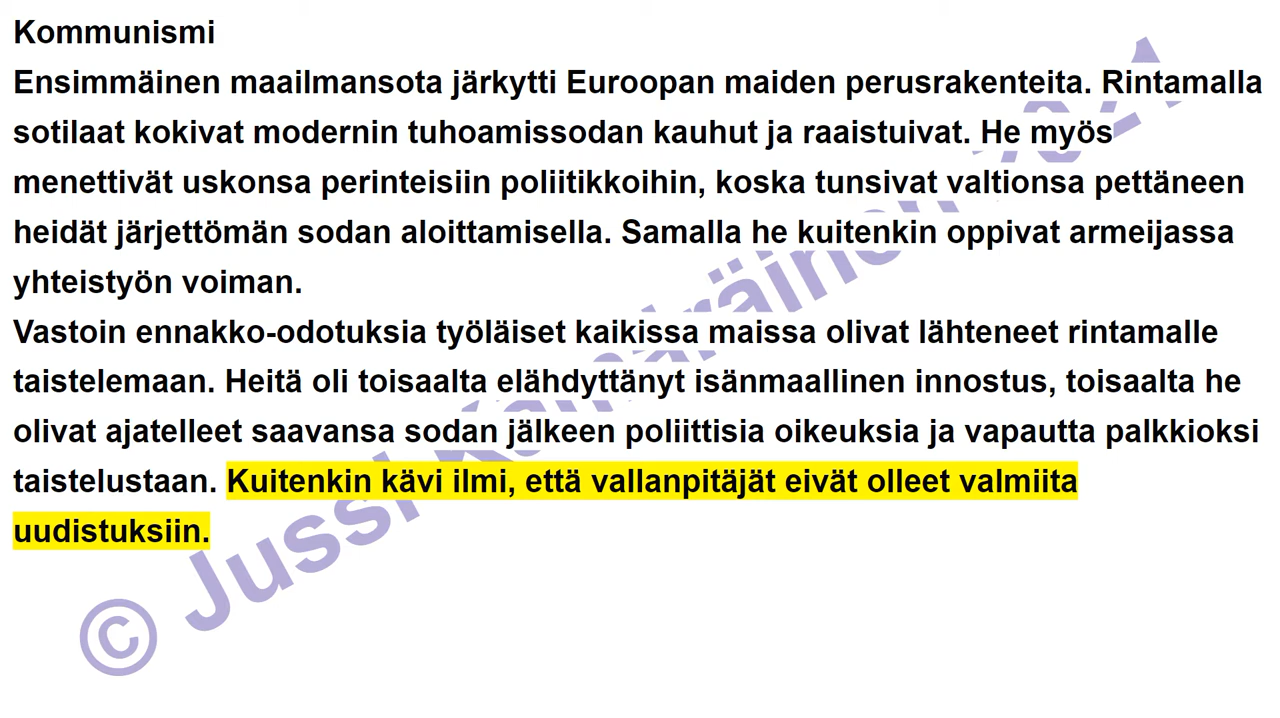 Kommunismi
Ensimmäinen maailmansota järkytti Euroopan maiden perusrakenteita. Rintamalla
sotilaat kokivat modernin tuhoamissodan kauhut ja raaistuivat. He myös
menettivät uskonsa perinteisiin poliitikkoihin, koska tunsivat valtionsa pettäneen
heidät järjettömän sodan aloittamisella. Samalla he kuitenkin oppivat armeijassa
yhteistyön voiman.
Vastoin ennakko-odotuksia työläiset kaikissa maissa olivat lähteneet rintamalle
taistelemaan. Heitä oli toisaalta elähdyttänyt isänmaallinen innostus, toisaalta he
olivat ajatelleet saavansa sodan jälkeen poliittisia oikeuksia ja vapautta palkkioksi
taistelustaan. Kuitenkin kävi ilmi, että vallanpitäjät eivät olleet valmiita
uudistuksiin.
© Jussi